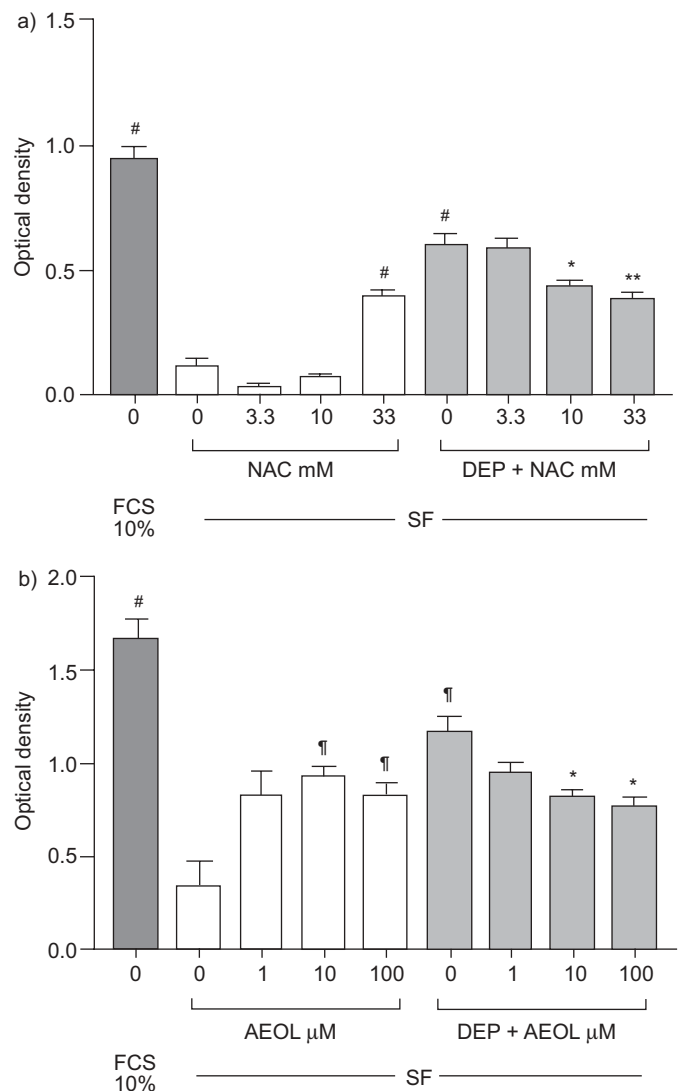 a)
1.5
1.0
0.5
0.0
Optical density
#
#
#
*
**
0 0 3.3 10 33 0 3.3 10 33
NAC mM DEP + NAC mM
FCS
10%
SF
b)
2.0
1.5
1.0
0.5
0.0
Optical density
#
¶
¶
¶
*
*
0 0 1 10 100 0 1 10 100
AEOL µM DEP + AEOL µM
FCS
10%
SF